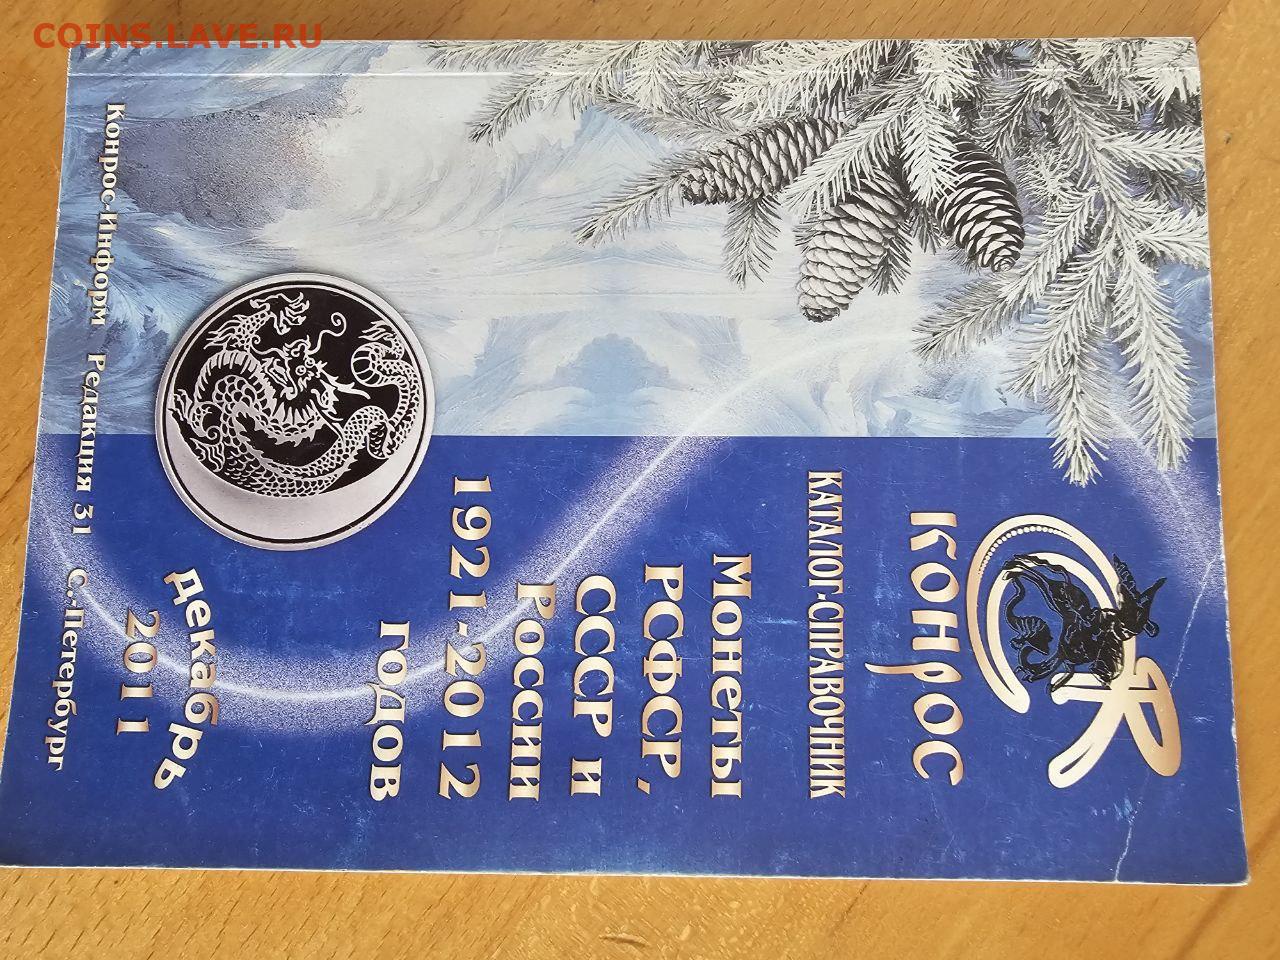 COINS.LAVE.RU
КОНРОС
КАТАЛОГ-СПРАВОЧНИК
Монеты
РСФСР,
СССР и
России
1921-2012
годов
декабрь
2011
Конрос-Информ Редакция 31 С.-Петербург